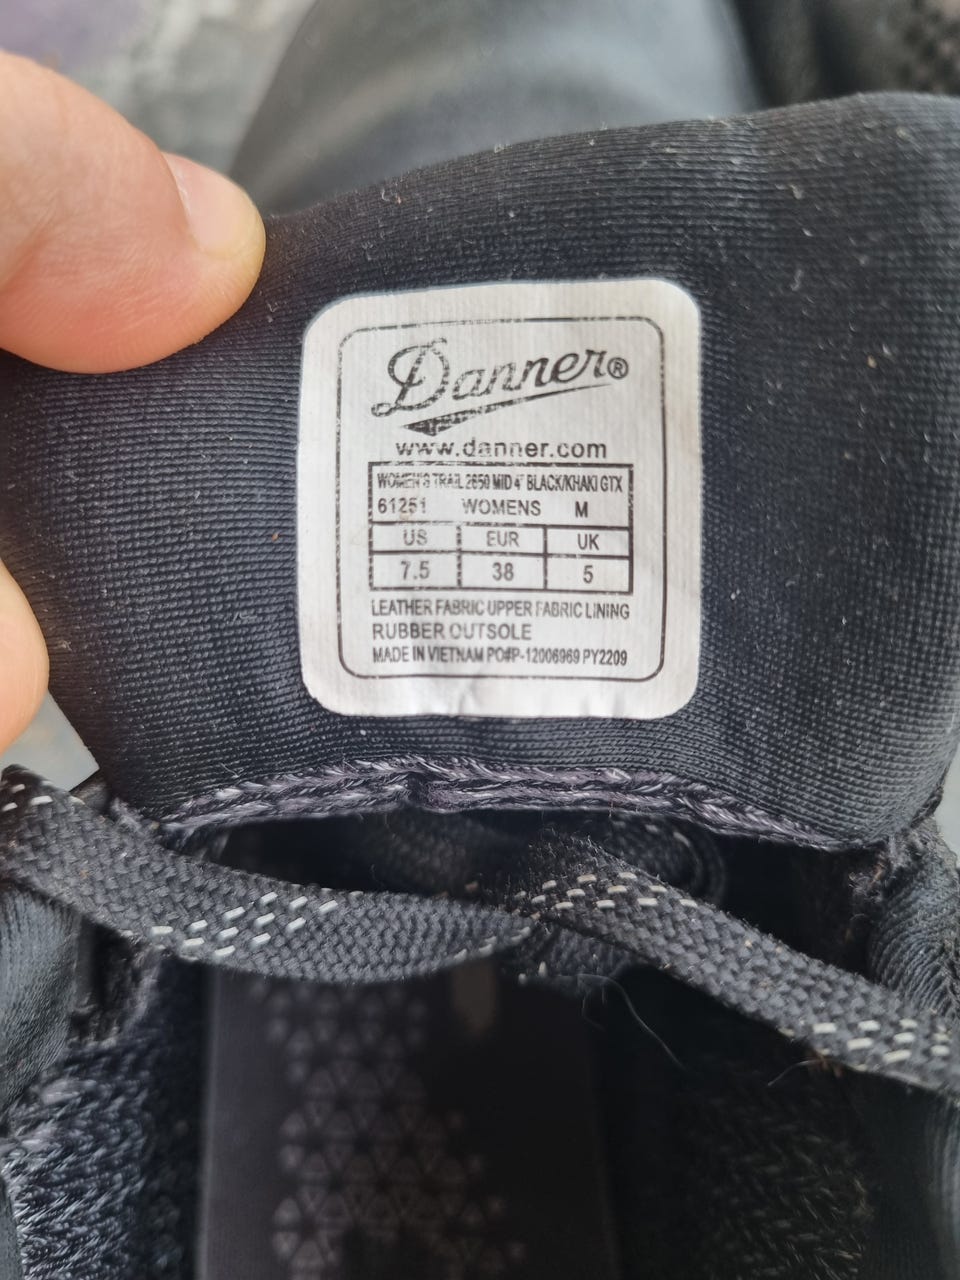 Danner®
www.danner.com
WOMEN'S TRAIL 2650 MID 4" BLACK/KHAKI GTX
61251 WOMENS M
US EUR UK
7.5 38 5
LEATHER FABRIC UPPER FABRIC LINING
RUBBER OUTSOLE
MADE IN VIETNAM PO#P-12006969 PY2209